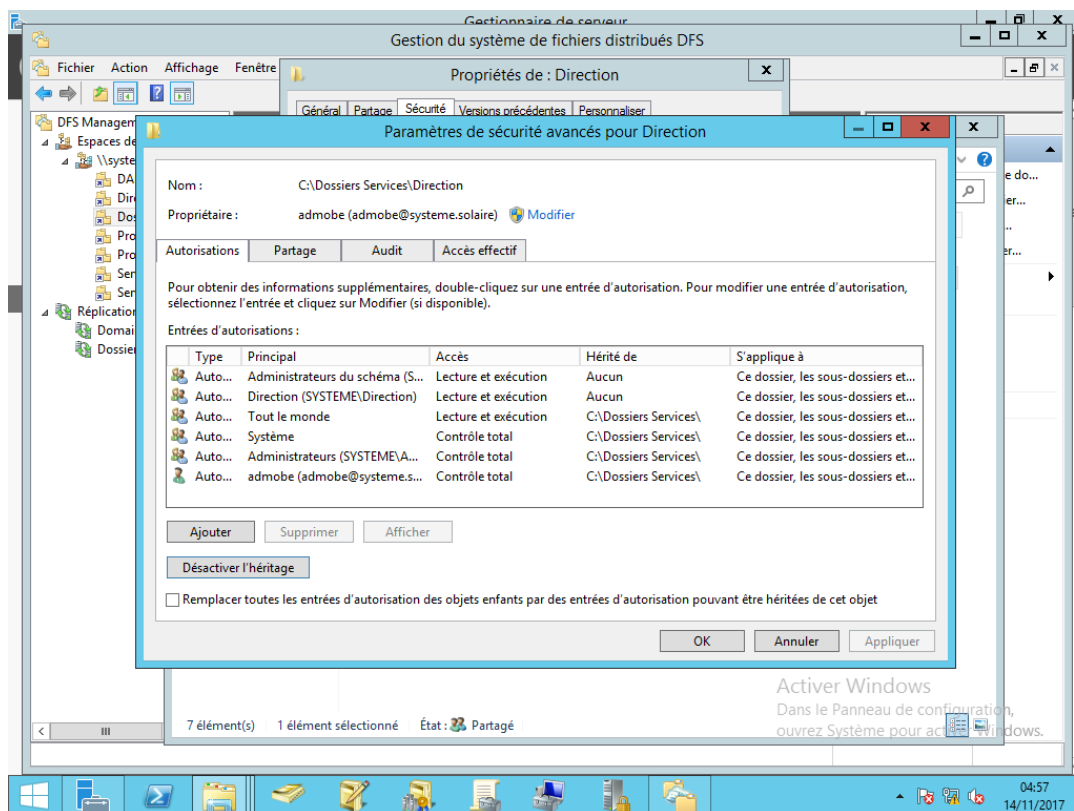 Gestionnaire de serveur
Gestion du système de fichiers distribués DFS
Fichier Action Affichage Fenêtre
Propriétés de : Direction
Général Partage Sécurité Versions précédentes Personnaliser
DFS Managem
Espaces de
\\syste
DA
Dire
Dos
Pro
Pro
Ser
Ser
Réplication
Domai
Dossier
Paramètres de sécurité avancés pour Direction
Nom : C:\Dossiers Services\Direction
Propriétaire : admobe (admobe@systeme.solaire) Modifier
Autorisations Partage Audit Accès effectif
Pour obtenir des informations supplémentaires, double-cliquez sur une entrée d'autorisation. Pour modifier une entrée d'autorisation,
sélectionnez l'entrée et cliquez sur Modifier (si disponible).
Entrées d'autorisations :
Type Principal Accès Hérité de S'applique à
Auto... Administrateurs du schéma (S... Lecture et exécution Aucun Ce dossier, les sous-dossiers et...
Auto... Direction (SYSTEME\Direction) Lecture et exécution Aucun Ce dossier, les sous-dossiers et...
Auto... Tout le monde Lecture et exécution C:\Dossiers Services\ Ce dossier, les sous-dossiers et...
Auto... Système Contrôle total C:\Dossiers Services\ Ce dossier, les sous-dossiers et...
Auto... Administrateurs (SYSTEME\A... Contrôle total C:\Dossiers Services\ Ce dossier, les sous-dossiers et...
Auto... admobe (admobe@systeme.s... Contrôle total C:\Dossiers Services\ Ce dossier, les sous-dossiers et...
Ajouter Supprimer Afficher
Désactiver l'héritage
Remplacer toutes les entrées d'autorisation des objets enfants par des entrées d'autorisation pouvant être héritées de cet objet
OK Annuler Appliquer
e do...
er...
...
er...
Activer Windows
Dans le Panneau de configuration,
ouvrez Système pour activer Windows.
7 élément(s) 1 élément sélectionné État : Partagé
04:57
14/11/2017